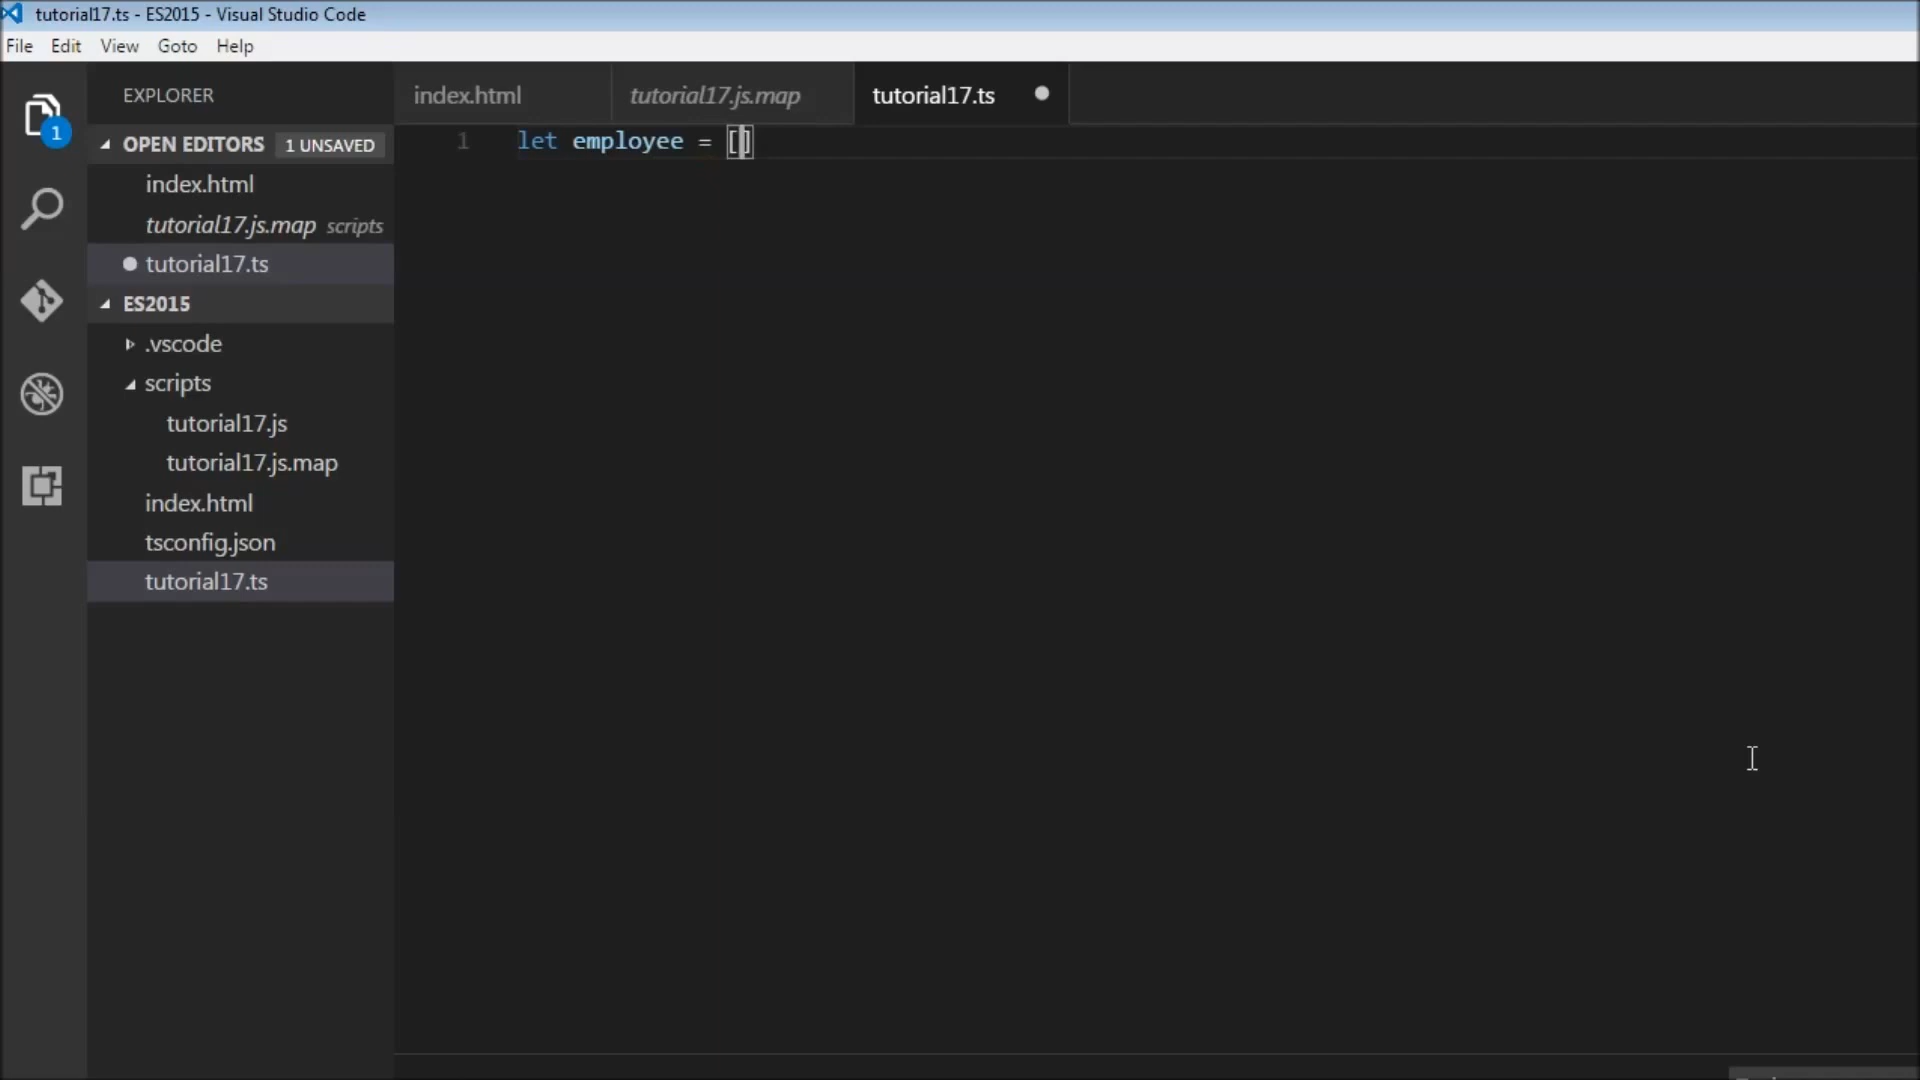 tutorial17.ts - ES2015 - Visual Studio Code
File Edit View Goto Help
EXPLORER
index.html tutorial17.js.map tutorial17.ts
1
OPEN EDITORS 1 UNSAVED
1 let employee = []
index.html
tutorial17.js.map scripts
tutorial17.ts
ES2015
.vscode
scripts
tutorial17.js
tutorial17.js.map
index.html
tsconfig.json
tutorial17.ts